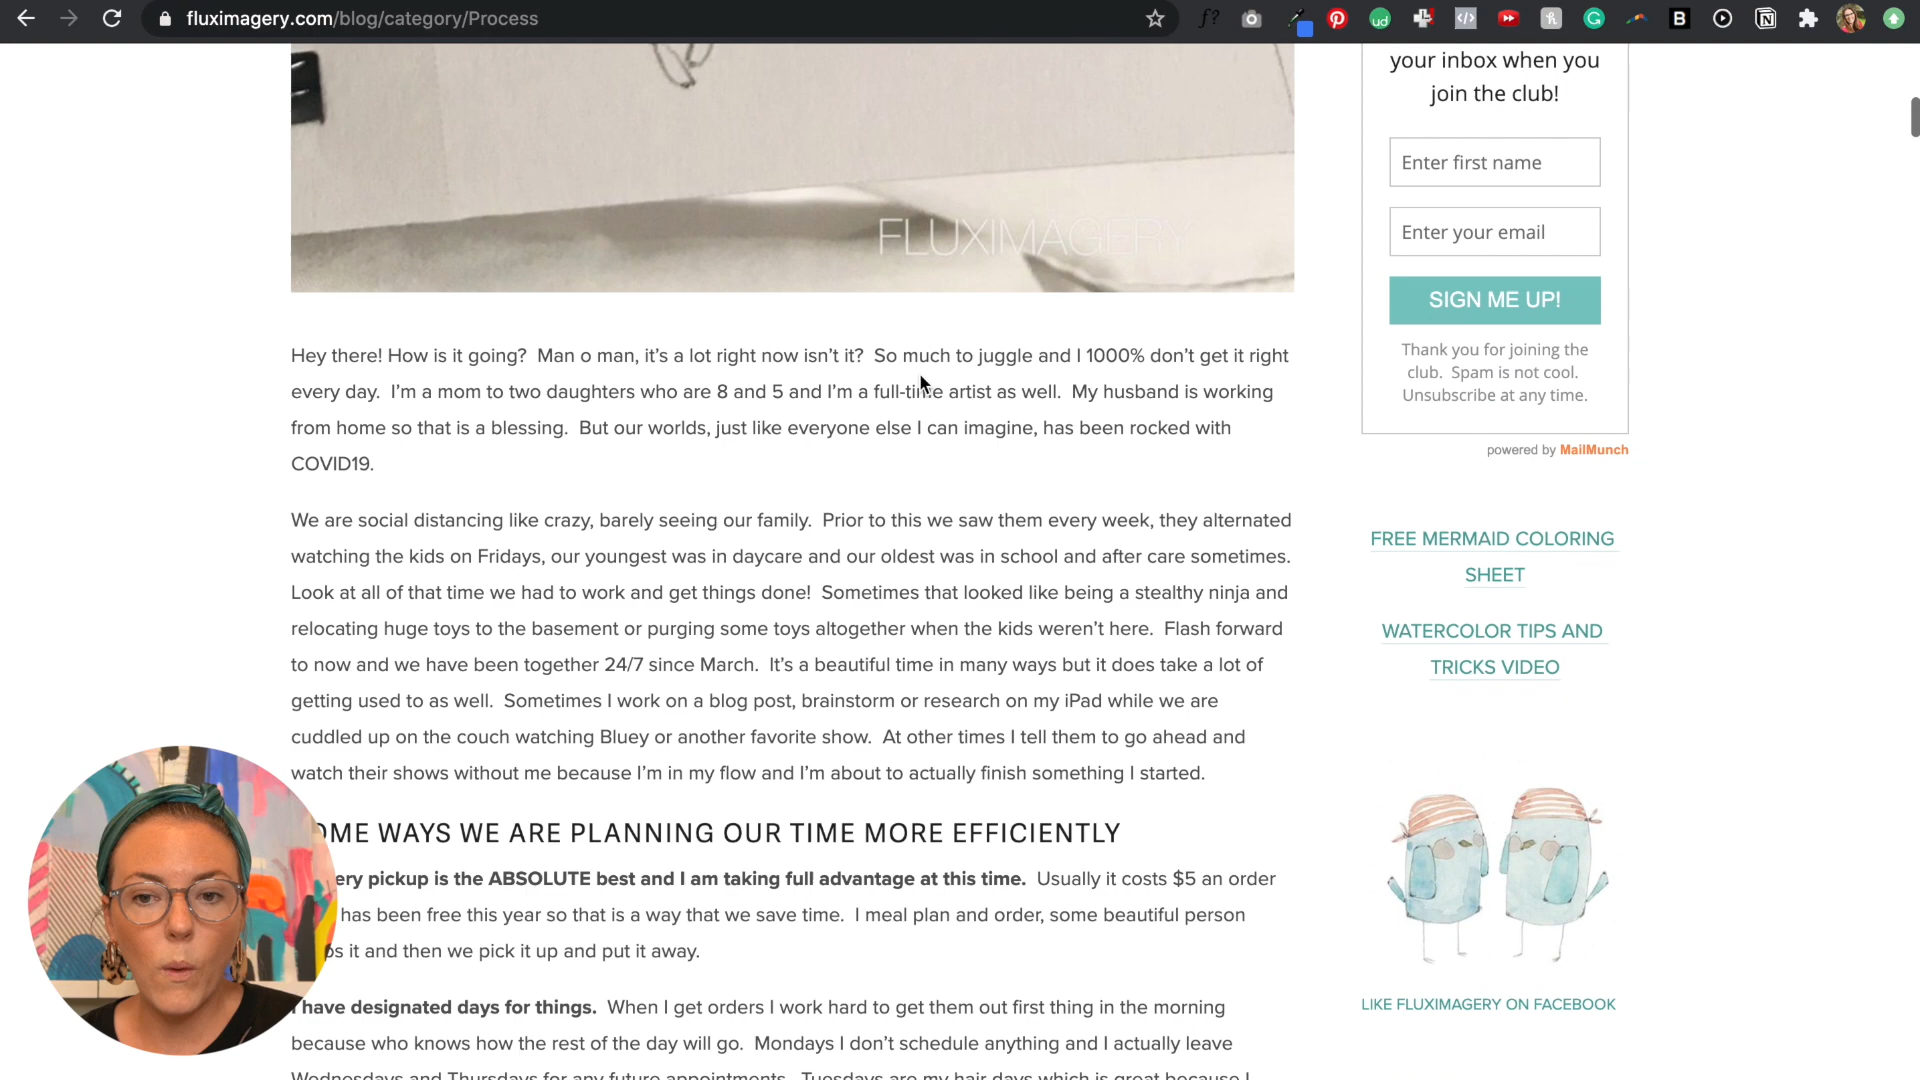 fluximagery.com/blog/category/Process
your inbox when you
join the club!
Enter first name
Enter your email
SIGN ME UP!
Thank you for joining the
club. Spam is not cool.
Unsubscribe at any time.
powered by MailMunch
FLUXIMAGERY
Hey there! How is it going? Man o man, it’s a lot right now isn’t it? So much to juggle and I 1000% don’t get it right
every day. I’m a mom to two daughters who are 8 and 5 and I’m a full-time artist as well. My husband is working
from home so that is a blessing. But our worlds, just like everyone else I can imagine, has been rocked with
COVID19.
We are social distancing like crazy, barely seeing our family. Prior to this we saw them every week, they alternated
watching the kids on Fridays, our youngest was in daycare and our oldest was in school and after care sometimes.
Look at all of that time we had to work and get things done! Sometimes that looked like being a stealthy ninja and
relocating huge toys to the basement or purging some toys altogether when the kids weren’t here. Flash forward
to now and we have been together 24/7 since March. It’s a beautiful time in many ways but it does take a lot of
getting used to as well. Sometimes I work on a blog post, brainstorm or research on my iPad while we are
cuddled up on the couch watching Bluey or another favorite show. At other times I tell them to go ahead and
watch their shows without me because I’m in my flow and I’m about to actually finish something I started.
OME WAYS WE ARE PLANNING OUR TIME MORE EFFICIENTLY
ery pickup is the ABSOLUTE best and I am taking full advantage at this time. Usually it costs $5 an order
has been free this year so that is a way that we save time. I meal plan and order, some beautiful person
ps it and then we pick it up and put it away.
I have designated days for things. When I get orders I work hard to get them out first thing in the morning
because who knows how the rest of the day will go. Mondays I don’t schedule anything and I actually leave
Wednesdays and Thursdays for any future appointments. Tuesdays are my hair days which is great because I
FREE MERMAID COLORING
SHEET
WATERCOLOR TIPS AND
TRICKS VIDEO
LIKE FLUXIMAGERY ON FACEBOOK